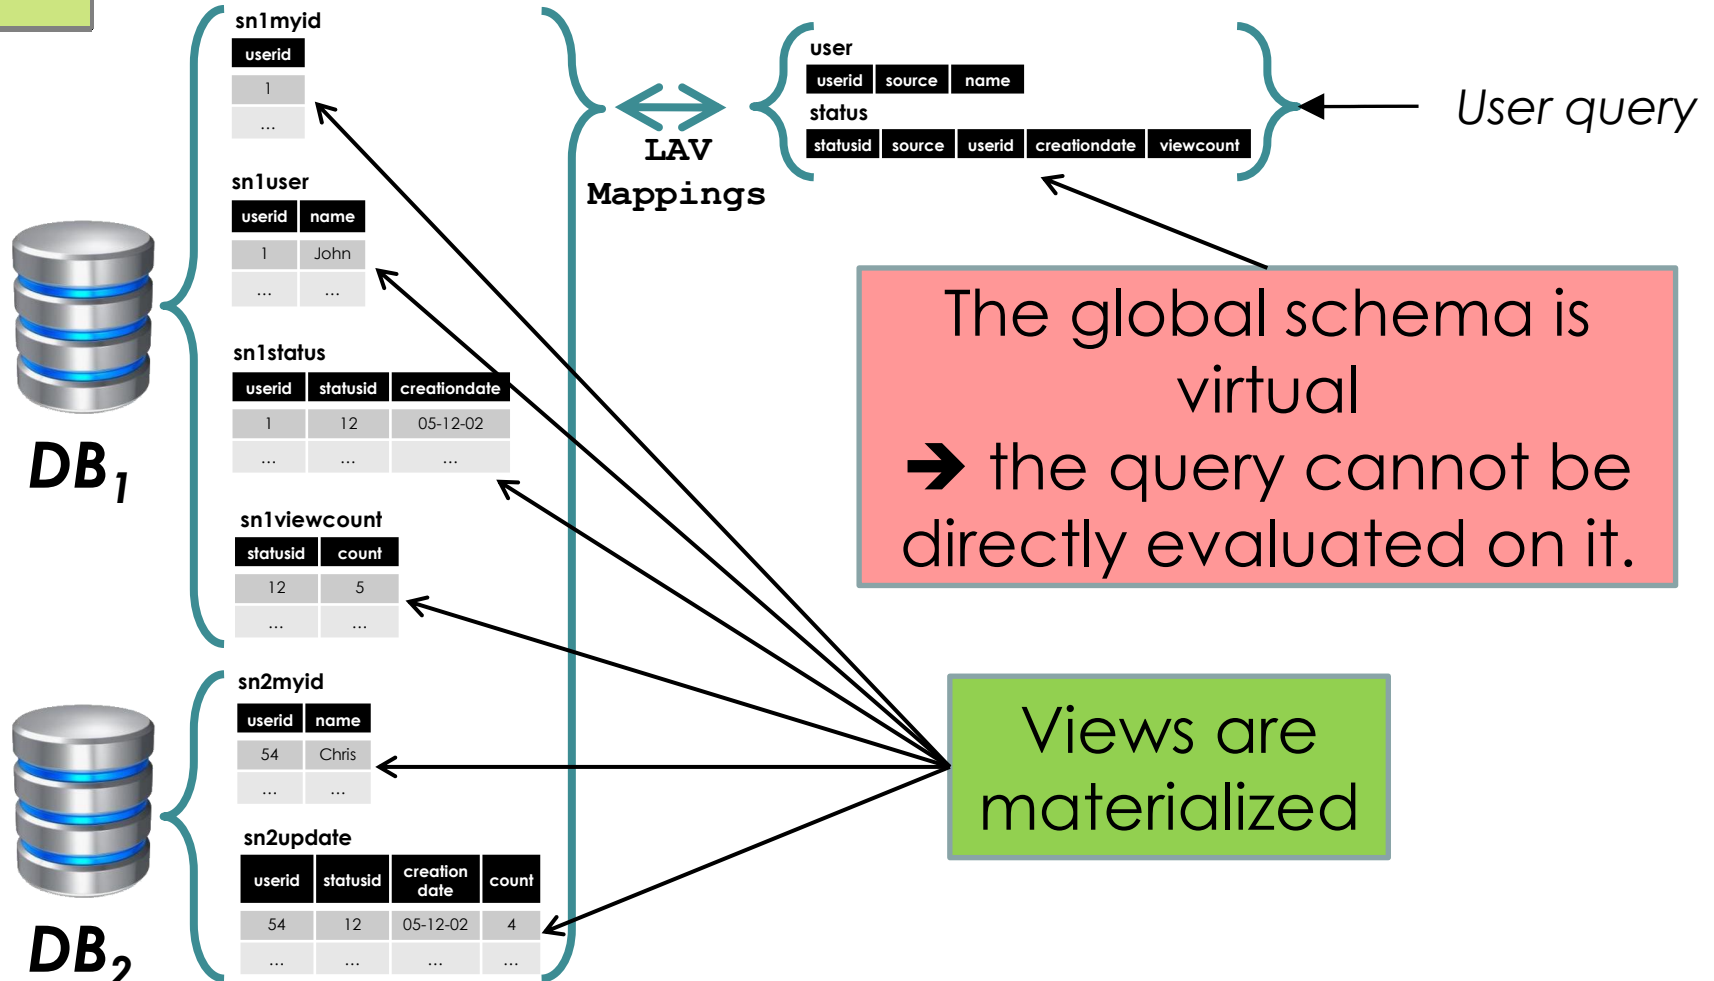 sn1myid
userid
1
...
sn1user
userid name
1 John
... ...
sn1status
userid statusid creationdate
1 12 05-12-02
... ... ...
sn1viewcount
statusid count
12 5
... ...
DB1
sn2myid
userid name
54 Chris
... ...
sn2update
userid statusid creation date count
54 12 05-12-02 4
... ... ... ...
DB2
LAV
Mappings
user
userid source name
status
statusid source userid creationdate viewcount
User query
The global schema is
virtual
➔ the query cannot be
directly evaluated on it.
Views are
materialized